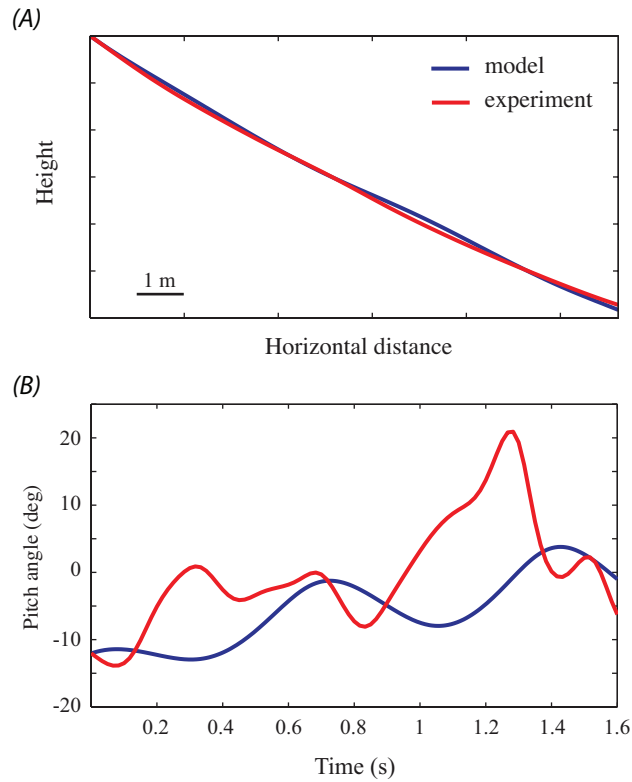 (A)
model
experiment
Height
1 m
Horizontal distance
(B)
20
10
0
-10
-20
Pitch angle (deg)
0.2 0.4 0.6 0.8 1 1.2 1.4 1.6
Time (s)